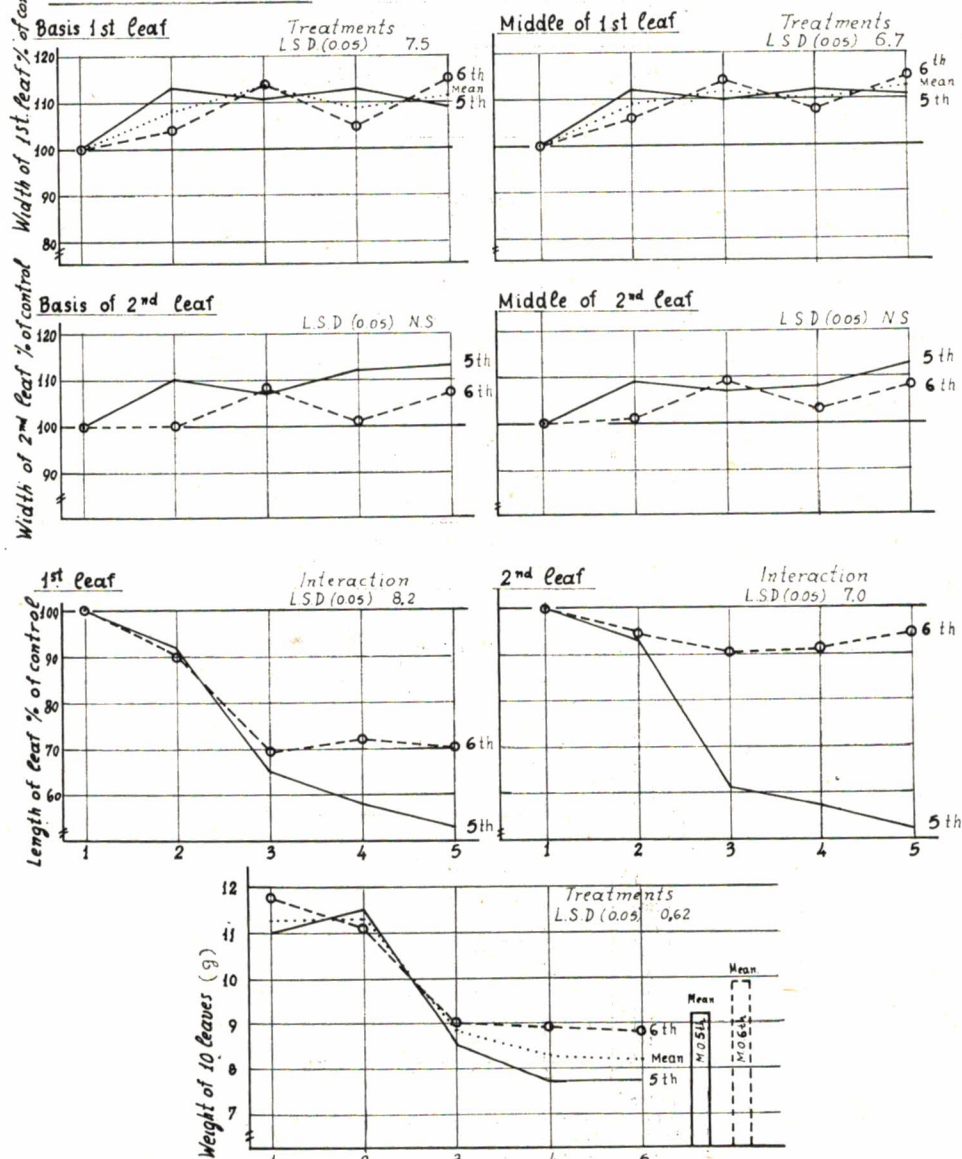 Basis 1st leaf
Treatments
L S D (0.05) 7.5
Width of 1st. leaf % of con
120
110
100
90
80
6th
Mean
5th
Middle of 1st leaf
Treatments
L S D (0.05) 6.7
6th
Mean
5th
Basis of 2nd leaf
L.S.D (0.05) N.S
Width of 2nd leaf % of control
120
110
100
90
5th
6th
Middle of 2nd leaf
L S D (0.05) N S
5th
6th
1st leaf
Interaction
L.S.D (0.05) 8,2
Length of leaf % of control
100
90
80
70
60
6th
5th
1 2 3 4 5
2nd leaf
Interaction
L.S.D (0.05) 7.0
6th
5th
1 2 3 4 5
Treatments
L.S.D (0.05) 0,62
Weight of 10 leaves (g)
12
11
10
9
8
7
6th
Mean
5th
Mean
M O 5th
Mean.
M O 6th